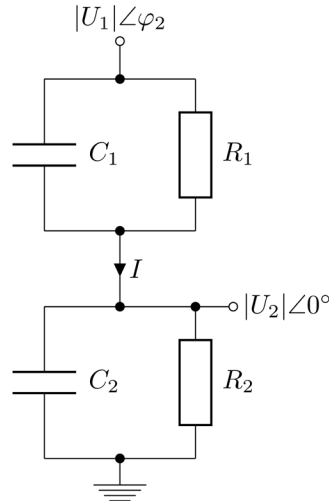 |U₁|∠φ₂
C₁
R₁
I
|U₂|∠0°
C₂
R₂